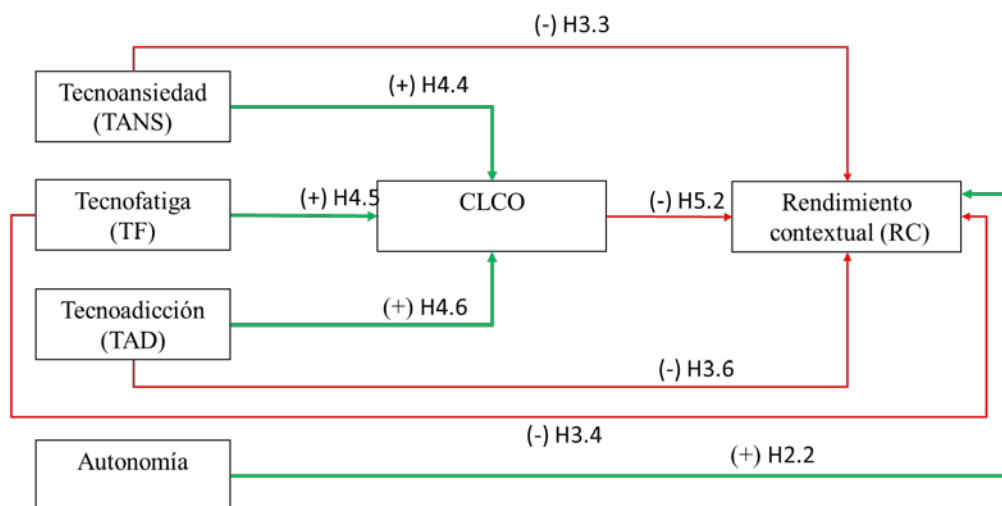 (-) H3.3
Tecnoansiedad
(TANS)
(+) H4.4
Tecnofatiga
(TF)
(+) H4.5
CLCO
(-) H5.2
Rendimiento
contextual (RC)
Tecnoadicción
(TAD)
(+) H4.6
(-) H3.6
(-) H3.4
Autonomía
(+) H2.2